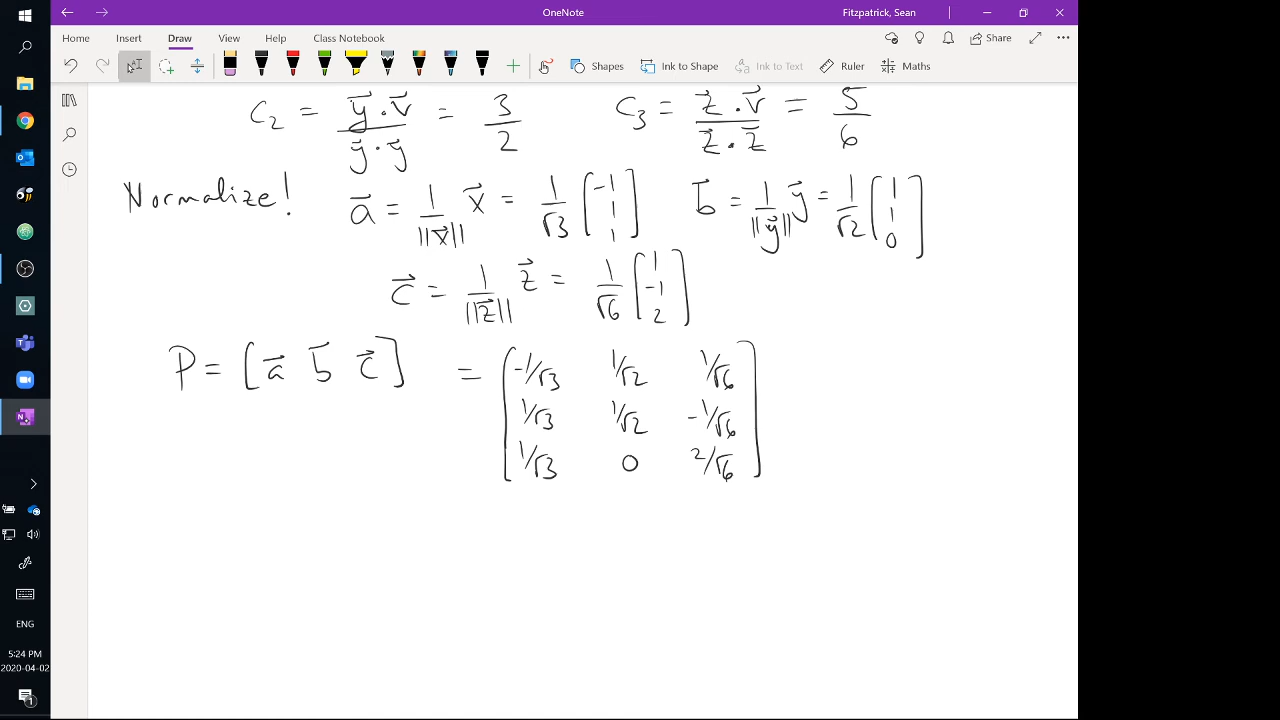 OneNote
Fitzpatrick, Sean
Home Insert Draw View Help Class Notebook
Shapes Ink to Shape Ink to Text Ruler Maths Share
C₂ = y⃗·v⃗ / y⃗·y⃗ = 3/2 C₃ = z⃗·v⃗ / z⃗·z⃗ = 5/6
Normalize! a⃗ = 1/||x⃗|| x⃗ = 1/√3 [-1 1 1] b⃗ = 1/||y⃗|| y⃗ = 1/√2 [1 1 0]
c⃗ = 1/||z⃗|| z⃗ = 1/√6 [1 -1 2]
P = [a⃗ b⃗ c⃗] = [-1/√3 1/√2 1/√6
1/√3 1/√2 -1/√6
1/√3 0 2/√6]
ENG
5:24 PM
2020-04-02
1